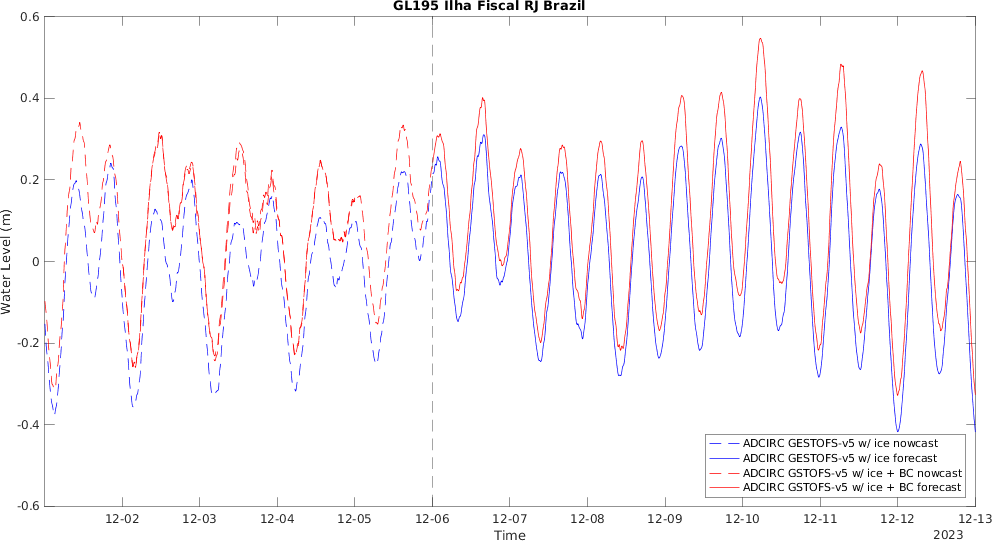 GL195 Ilha Fiscal RJ Brazil
0.6
0.4
0.2
0
-0.2
-0.4
-0.6
Water Level (m)
ADCIRC GESTOFS-v5 w/ ice nowcast
ADCIRC GESTOFS-v5 w/ ice forecast
ADCIRC GSTOFS-v5 w/ ice + BC nowcast
ADCIRC GSTOFS-v5 w/ ice + BC forecast
12-02 12-03 12-04 12-05 12-06 12-07 12-08 12-09 12-10 12-11 12-12 12-13
Time
2023